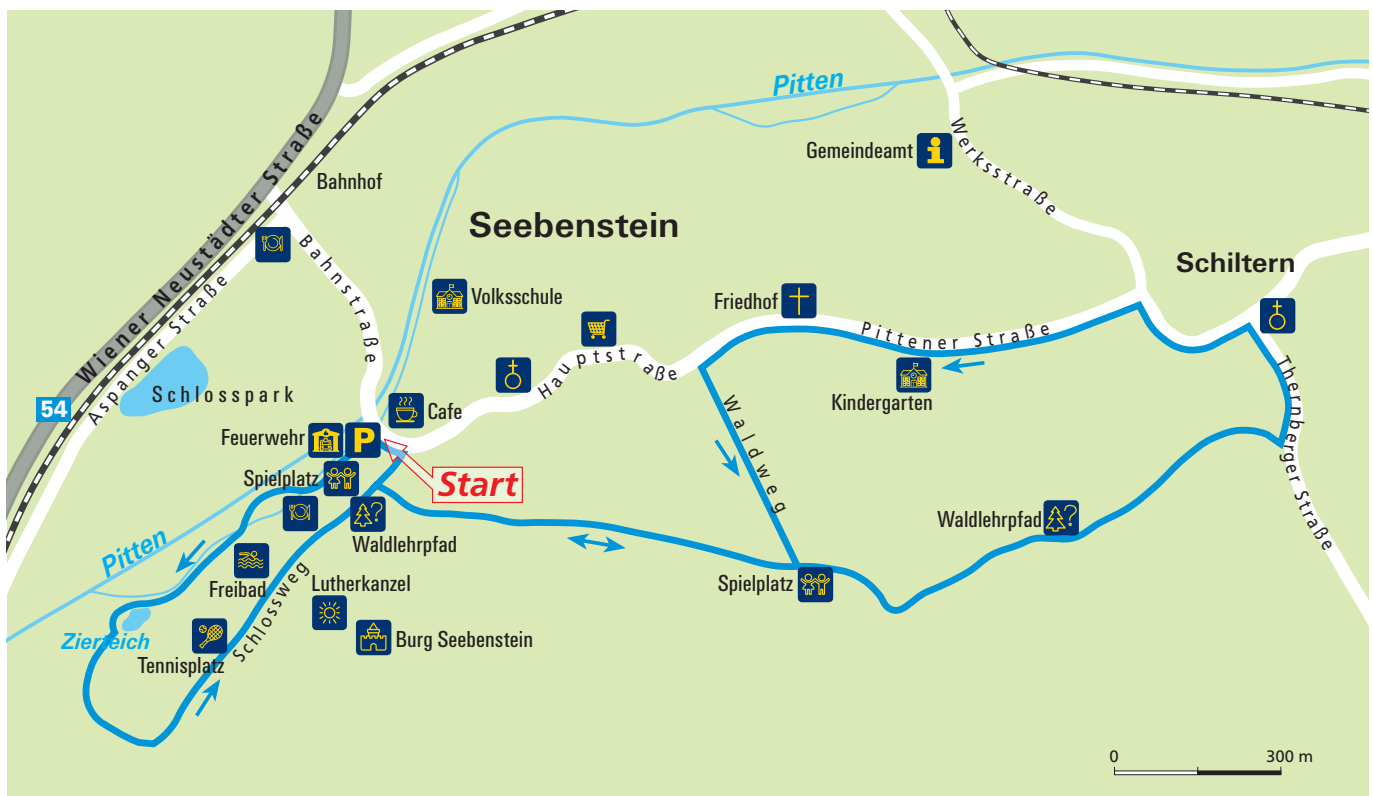 Pitten
Wiener Neustädter Straße
Gemeindeamt
i
Werksstraße
Bahnhof
Seebenstein
Bahnstraße
Aspanger Straße
Schiltern
Volksschule
Friedhof
Pittener Straße
Hauptstraße
Thernberger Straße
Schlosspark
54
Kindergarten
Cafe
Waldweg
Feuerwehr
P
Start
Spielplatz
?
Waldlehrpfad
Waldlehrpfad
?
Pitten
Freibad
Schlossweg
Lutherkanzel
Spielplatz
Zierteich
Burg Seebenstein
Tennisplatz
0 300 m